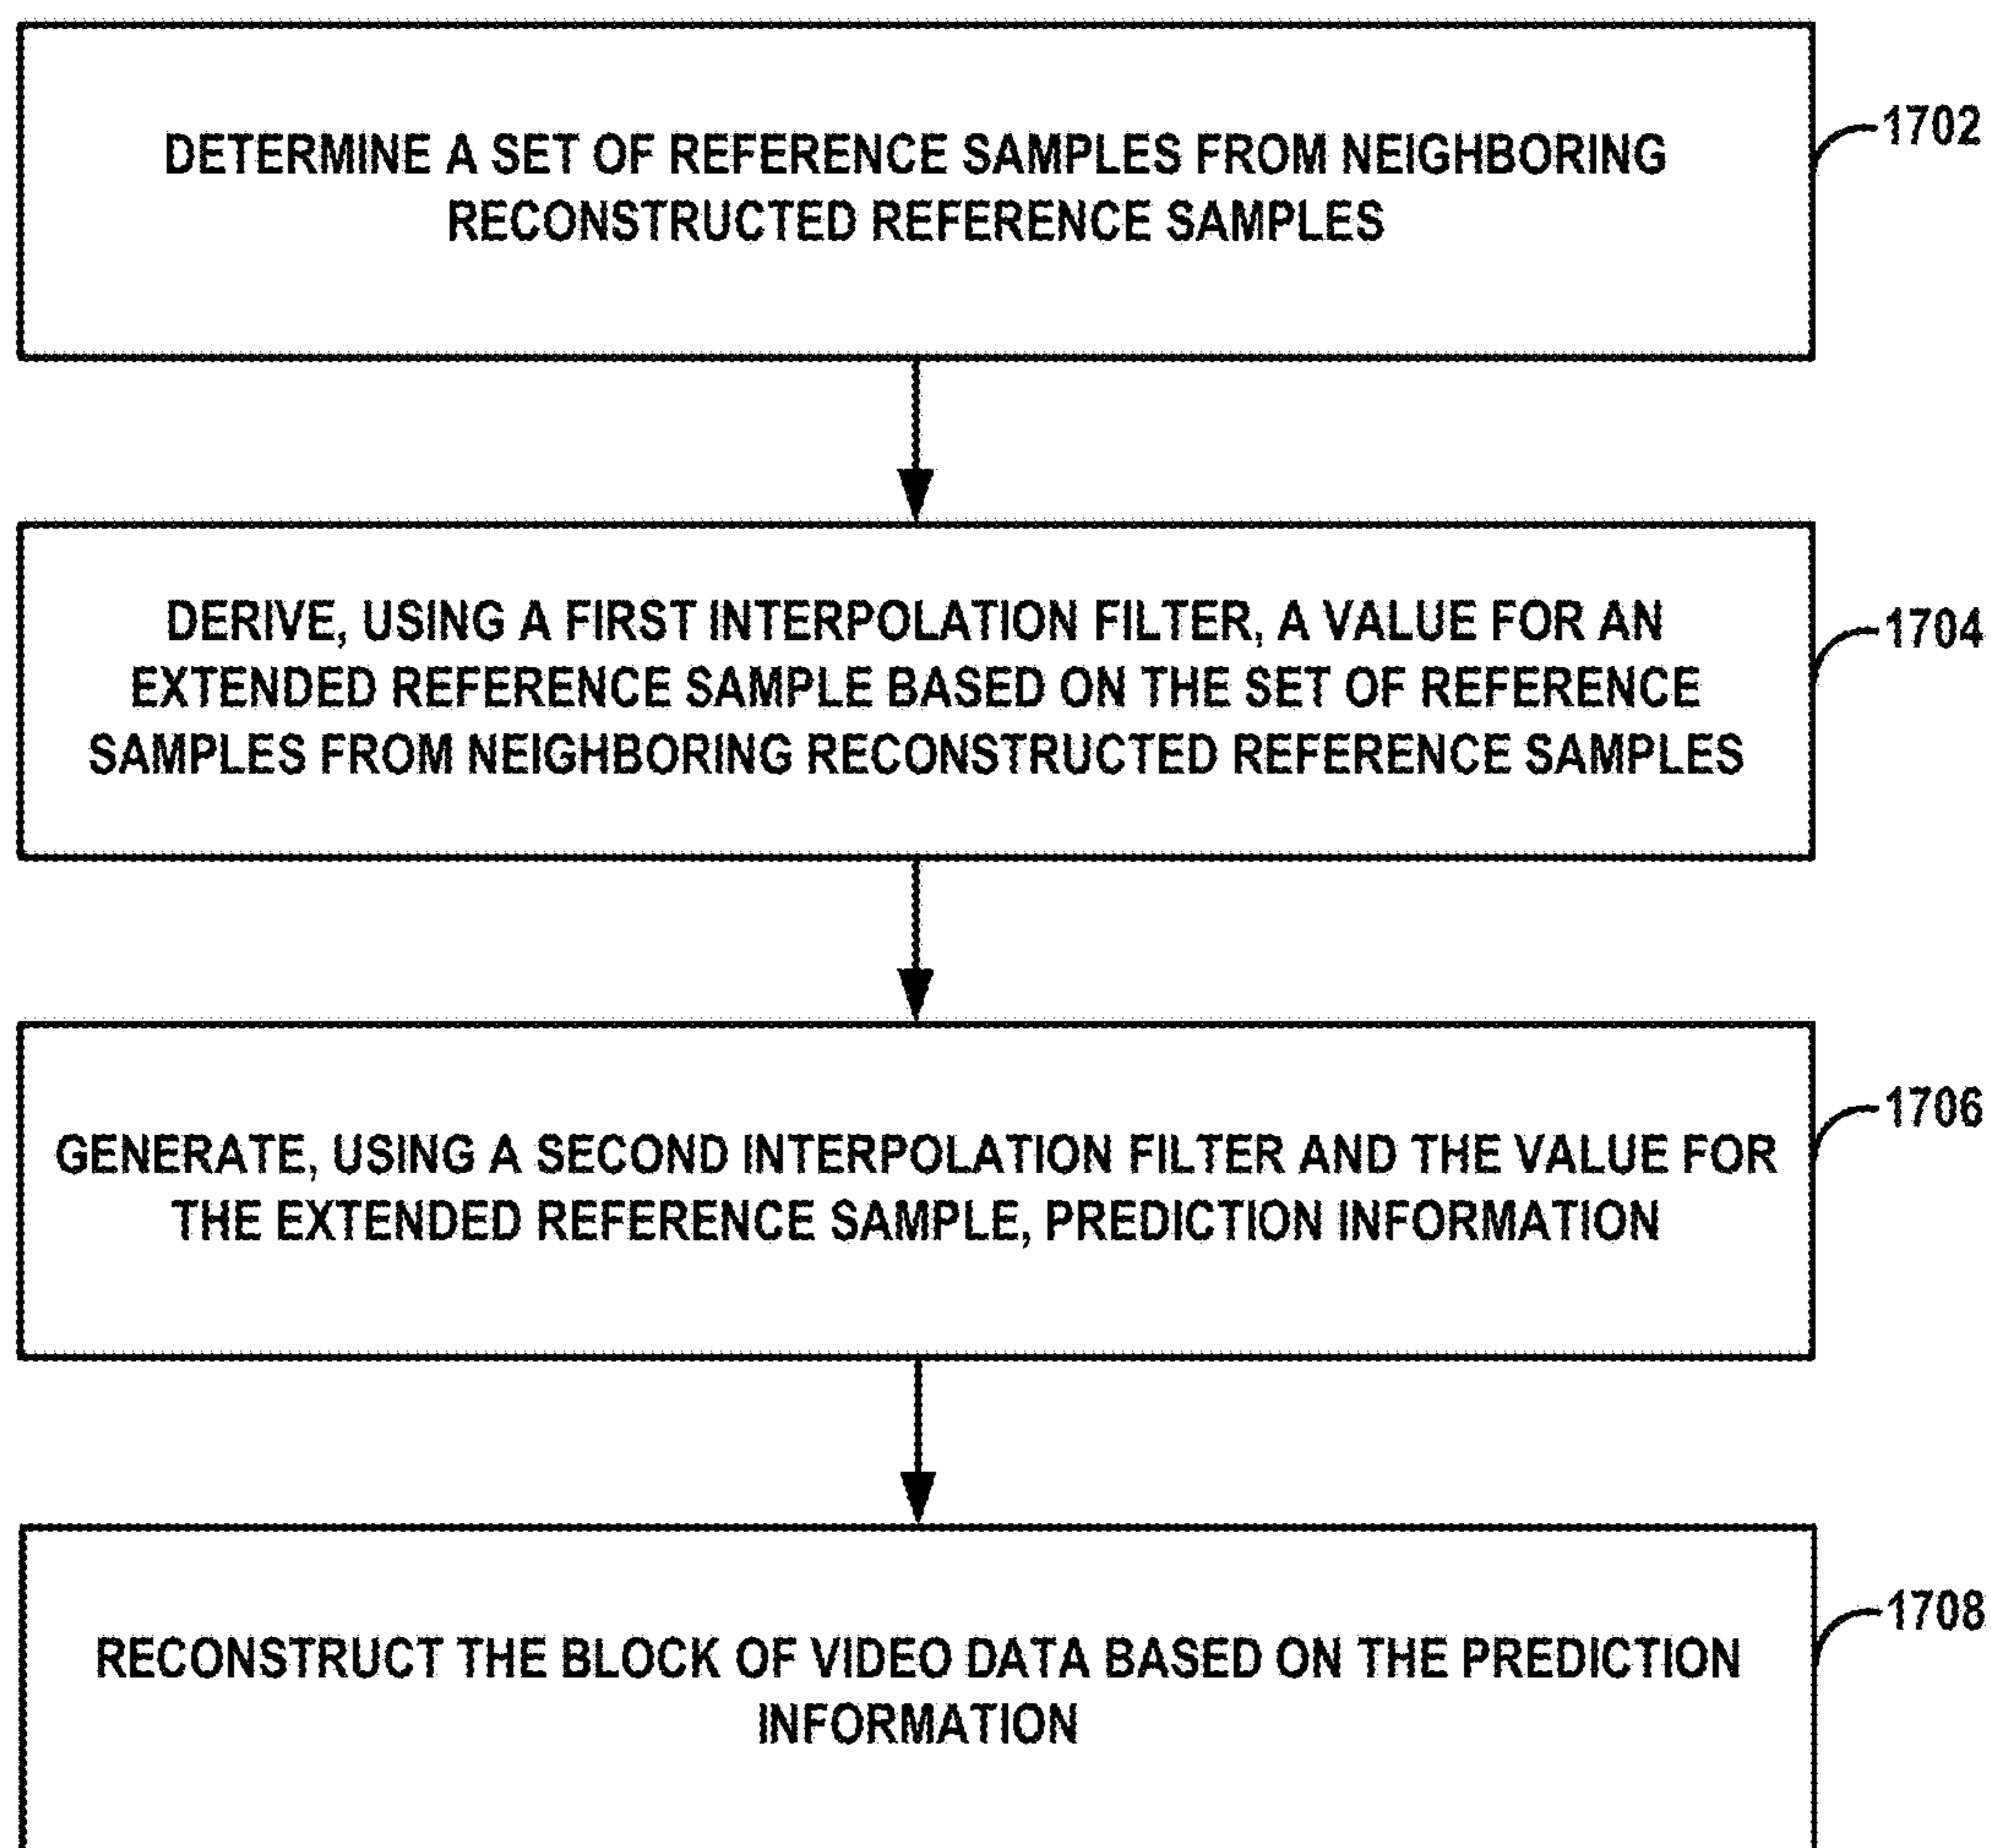 DETERMINE A SET OF REFERENCE SAMPLES FROM NEIGHBORING
RECONSTRUCTED REFERENCE SAMPLES
1702
DERIVE, USING A FIRST INTERPOLATION FILTER, A VALUE FOR AN
EXTENDED REFERENCE SAMPLE BASED ON THE SET OF REFERENCE
SAMPLES FROM NEIGHBORING RECONSTRUCTED REFERENCE SAMPLES
1704
GENERATE, USING A SECOND INTERPOLATION FILTER AND THE VALUE FOR
THE EXTENDED REFERENCE SAMPLE, PREDICTION INFORMATION
1706
RECONSTRUCT THE BLOCK OF VIDEO DATA BASED ON THE PREDICTION
INFORMATION
1708